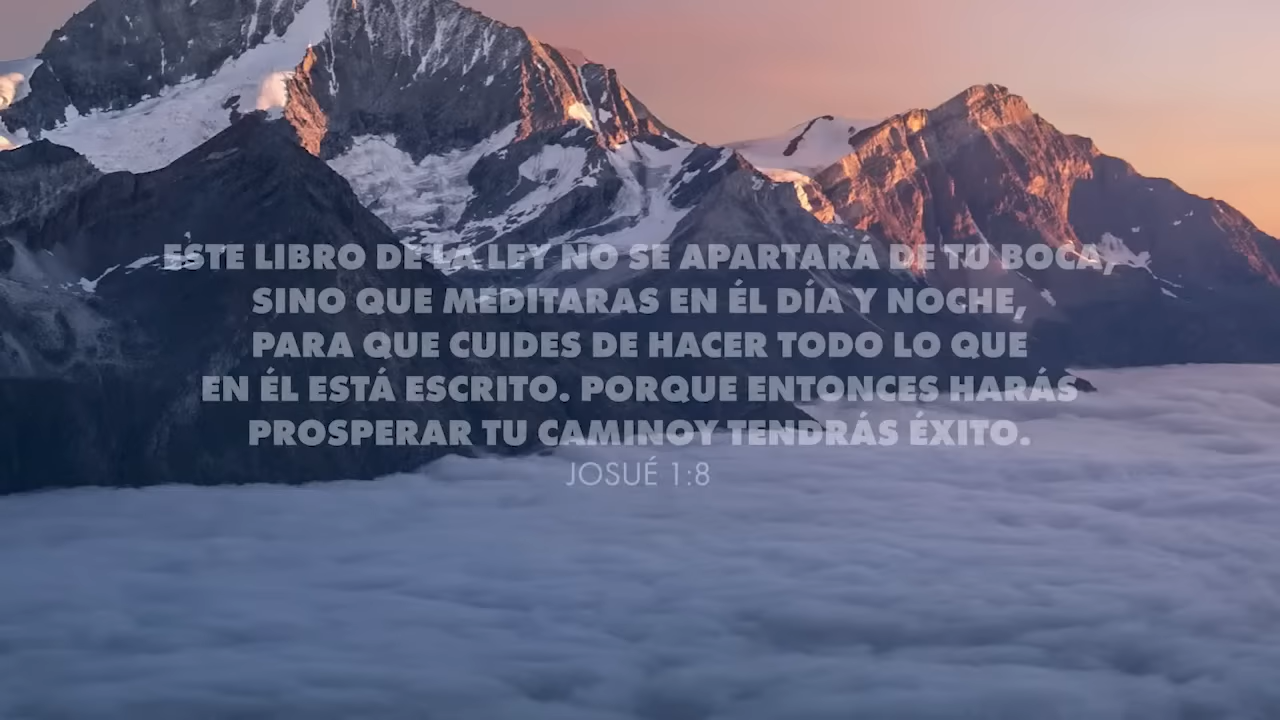 ESTE LIBRO DE LA LEY NO SE APARTARÁ DE TU BOCA,
SINO QUE MEDITARAS EN ÉL DÍA Y NOCHE,
PARA QUE CUIDES DE HACER TODO LO QUE
EN ÉL ESTÁ ESCRITO. PORQUE ENTONCES HARÁS
PROSPERAR TU CAMINOY TENDRÁS ÉXITO.
JOSUÉ 1:8